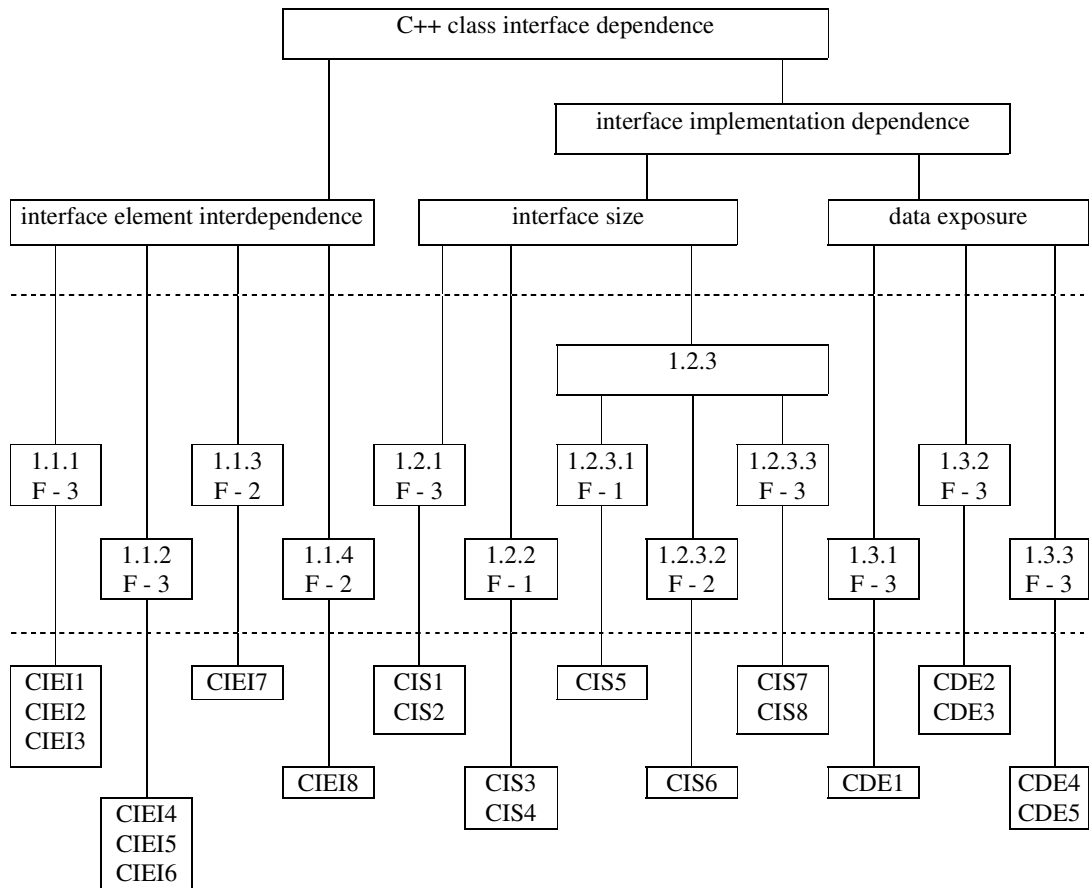 C++ class interface dependence
interface implementation dependence
interface element interdependence
interface size
data exposure
1.2.3
1.1.1
F - 3
1.1.3
F - 2
1.2.1
F - 3
1.2.3.1
F - 1
1.2.3.3
F - 3
1.3.2
F - 3
1.1.2
F - 3
1.1.4
F - 2
1.2.2
F - 1
1.2.3.2
F - 2
1.3.1
F - 3
1.3.3
F - 3
CIEI1
CIEI2
CIEI3
CIEI7
CIS1
CIS2
CIS5
CIS7
CIS8
CDE2
CDE3
CIEI4
CIEI5
CIEI6
CIEI8
CIS3
CIS4
CIS6
CDE1
CDE4
CDE5